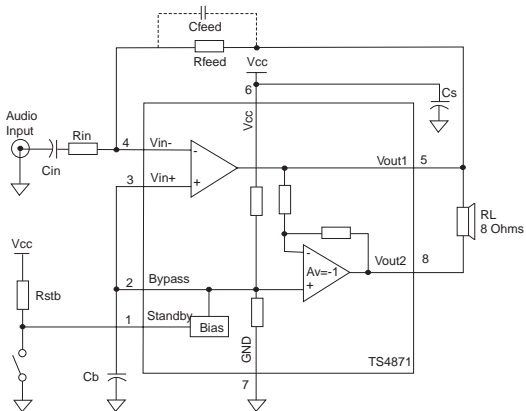 Cfeed
Rfeed
Vcc
6
Cs
Vcc
Audio
Input
Rin
4
Vin-
-
Vout1
5
Cin
3
Vin+
+
RL
8 Ohms
Vcc
-
Av=-1
+
Vout2
8
Rstb
2
Bypass
1
Standby
Bias
GND
TS4871
Cb
7